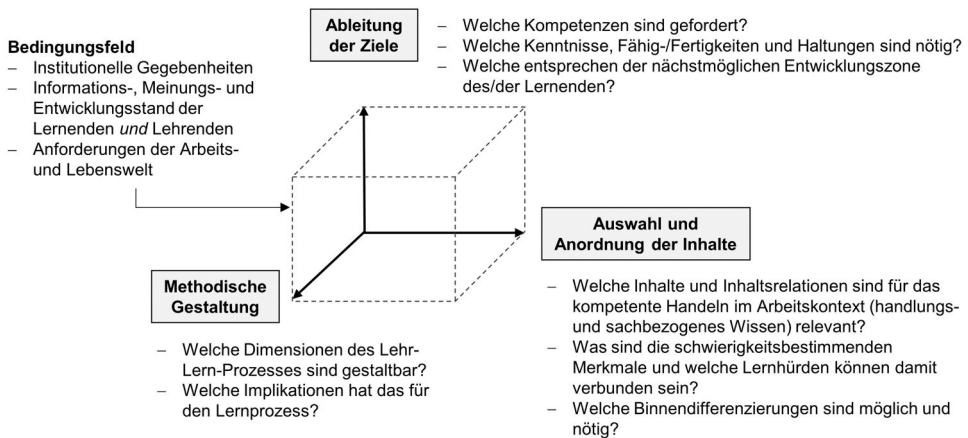 Bedingungsfeld
– Institutionelle Gegebenheiten
– Informations-, Meinungs- und
Entwicklungsstand der
Lernenden und Lehrenden
– Anforderungen der Arbeits-
und Lebenswelt
Ableitung
der Ziele
– Welche Kompetenzen sind gefordert?
– Welche Kenntnisse, Fähig-/Fertigkeiten und Haltungen sind nötig?
– Welche entsprechen der nächstmöglichen Entwicklungszone
des/der Lernenden?
Auswahl und
Anordnung der Inhalte
– Welche Inhalte und Inhaltsrelationen sind für das
kompetente Handeln im Arbeitskontext (handlungs-
und sachbezogenes Wissen) relevant?
– Was sind die schwierigkeitsbestimmenden
Merkmale und welche Lernhürden können damit
verbunden sein?
– Welche Binnendifferenzierungen sind möglich und
nötig?
Methodische
Gestaltung
– Welche Dimensionen des Lehr-
Lern-Prozesses sind gestaltbar?
– Welche Implikationen hat das für
den Lernprozess?